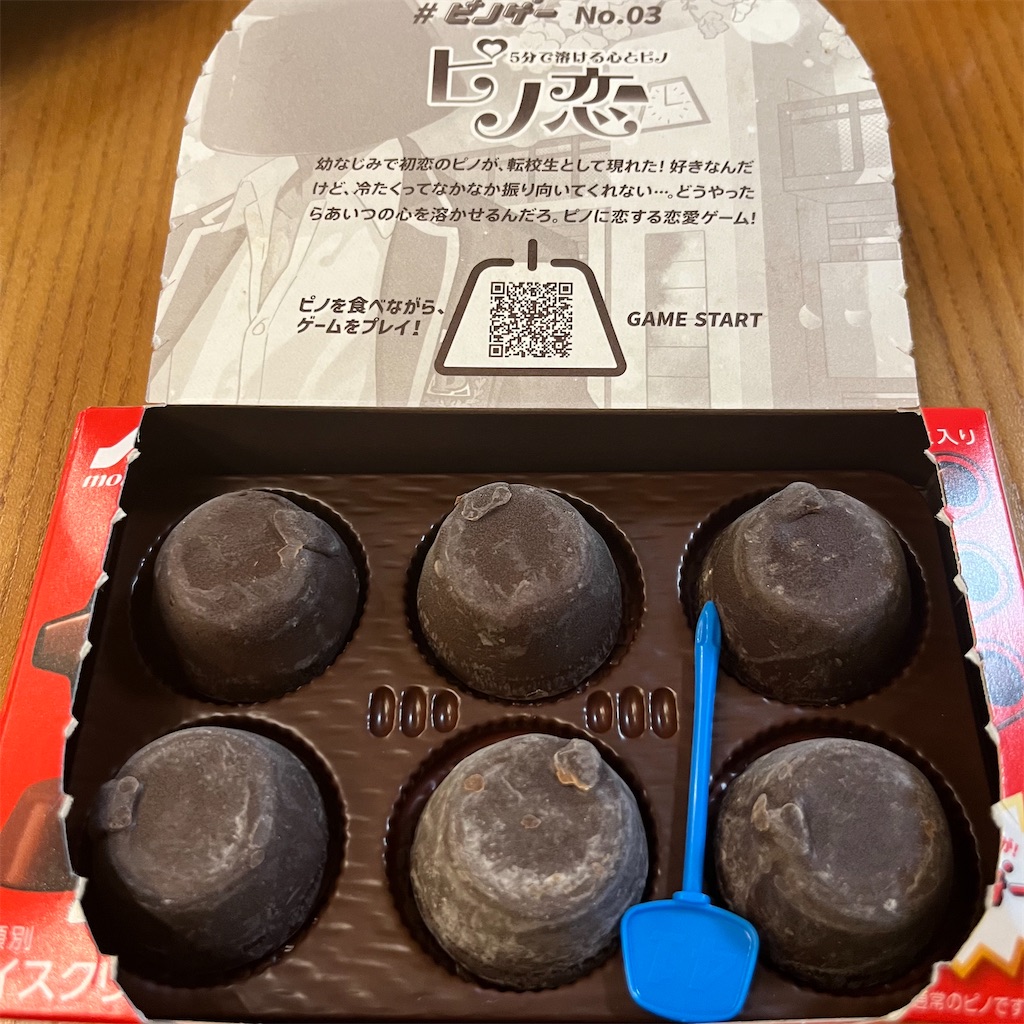 # ピノゲー No.03
5分で溶ける心とピノ
ピノ恋
幼なじみで初恋のピノが、転校生として現れた!好きなんだ
けど、冷たくってなかなか振り向いてくれない…。どうやった
らあいつの心を溶かせるんだろ。ピノに恋する恋愛ゲーム!
ピノを食べながら、
ゲームをプレイ!
GAME START
mo
入り
別
イスクリ
常のピノです